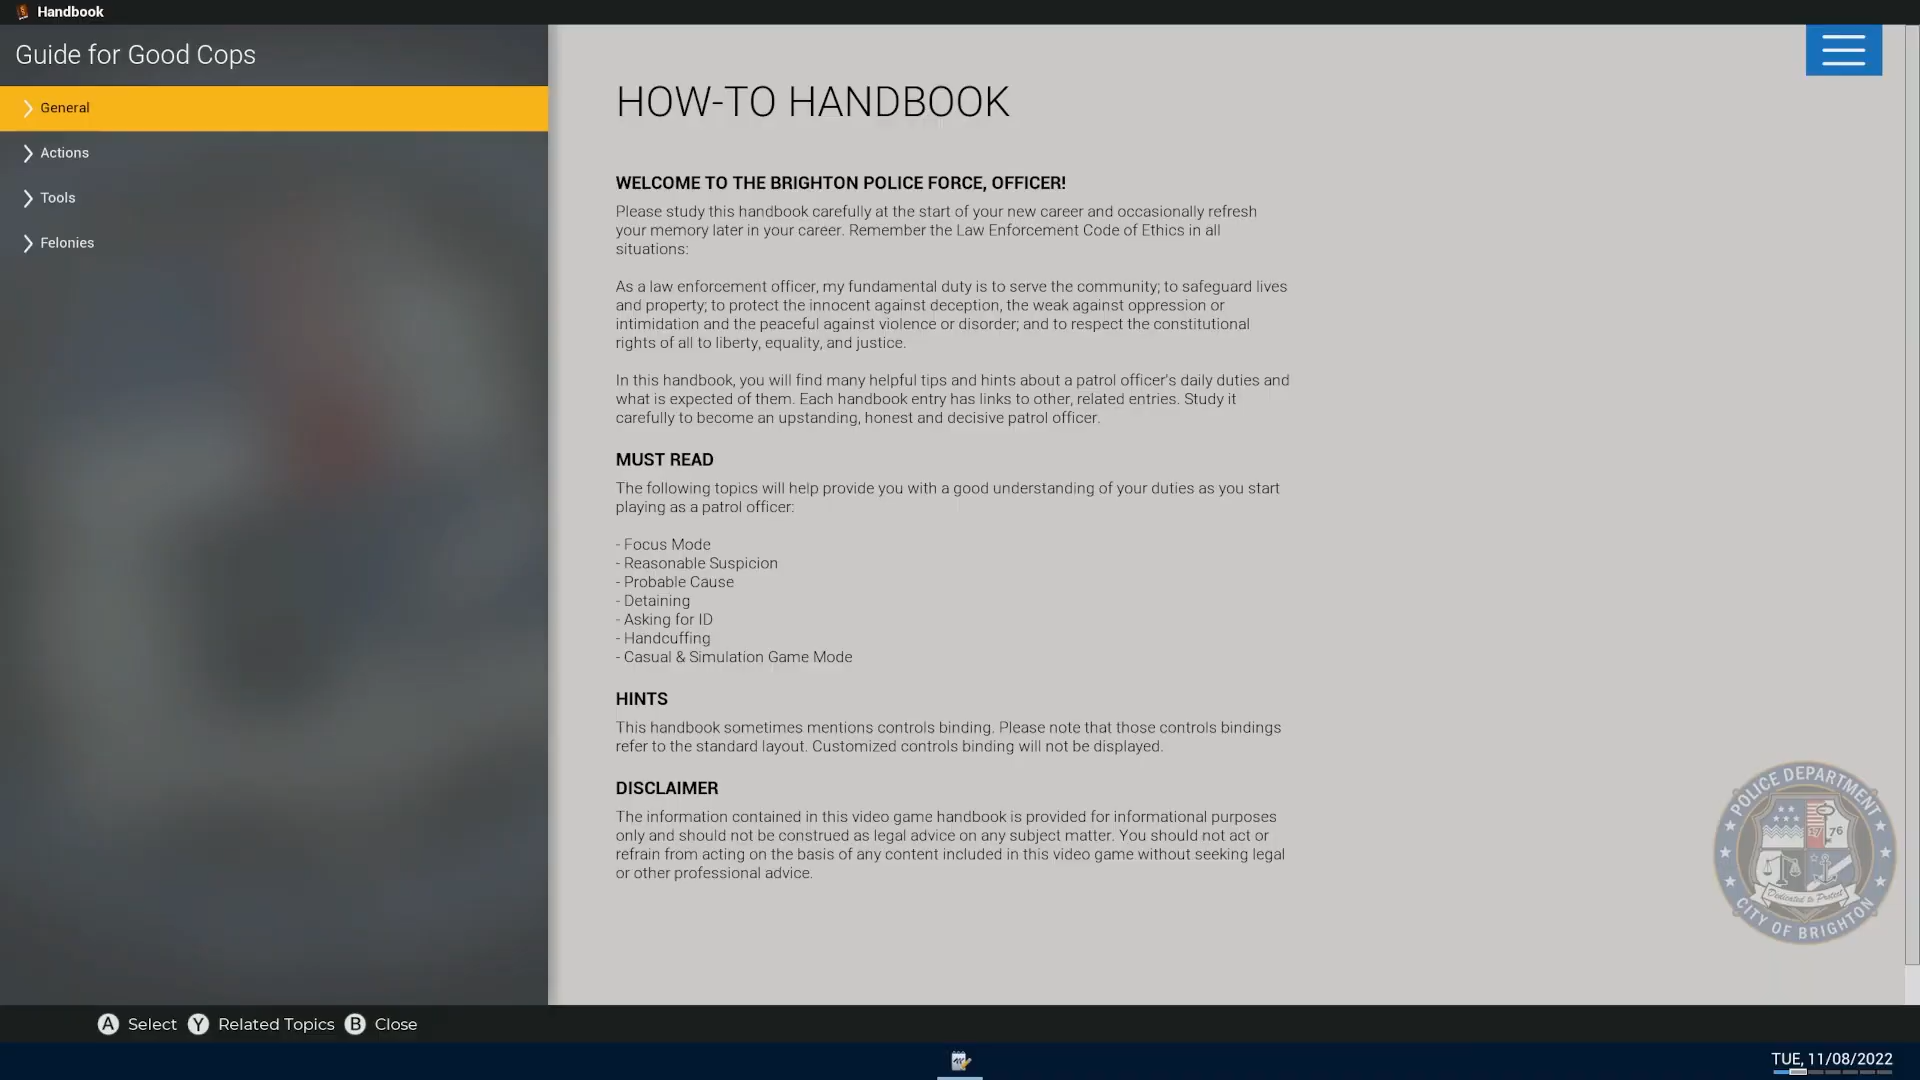 Handbook
Guide for Good Cops
General
Actions
Tools
Felonies
HOW-TO HANDBOOK
WELCOME TO THE BRIGHTON POLICE FORCE, OFFICER!
Please study this handbook carefully at the start of your new career and occasionally refresh
your memory later in your career. Remember the Law Enforcement Code of Ethics in all
situations:
As a law enforcement officer, my fundamental duty is to serve the community; to safeguard lives
and property; to protect the innocent against deception, the weak against oppression or
intimidation and the peaceful against violence or disorder; and to respect the constitutional
rights of all to liberty, equality, and justice.
In this handbook, you will find many helpful tips and hints about a patrol officer's daily duties and
what is expected of them. Each handbook entry has links to other, related entries. Study it
carefully to become an upstanding, honest and decisive patrol officer.
MUST READ
The following topics will help provide you with a good understanding of your duties as you start
playing as a patrol officer:
- Focus Mode
- Reasonable Suspicion
- Probable Cause
- Detaining
- Asking for ID
- Handcuffing
- Casual & Simulation Game Mode
HINTS
This handbook sometimes mentions controls binding. Please note that those controls bindings
refer to the standard layout. Customized controls binding will not be displayed.
DISCLAIMER
The information contained in this video game handbook is provided for informational purposes
only and should not be construed as legal advice on any subject matter. You should not act or
refrain from acting on the basis of any content included in this video game without seeking legal
or other professional advice.
POLICE DEPARTMENT
17 76
Dedicated to Protect
CITY OF BRIGHTON
A Select Y Related Topics B Close
TUE, 11/08/2022